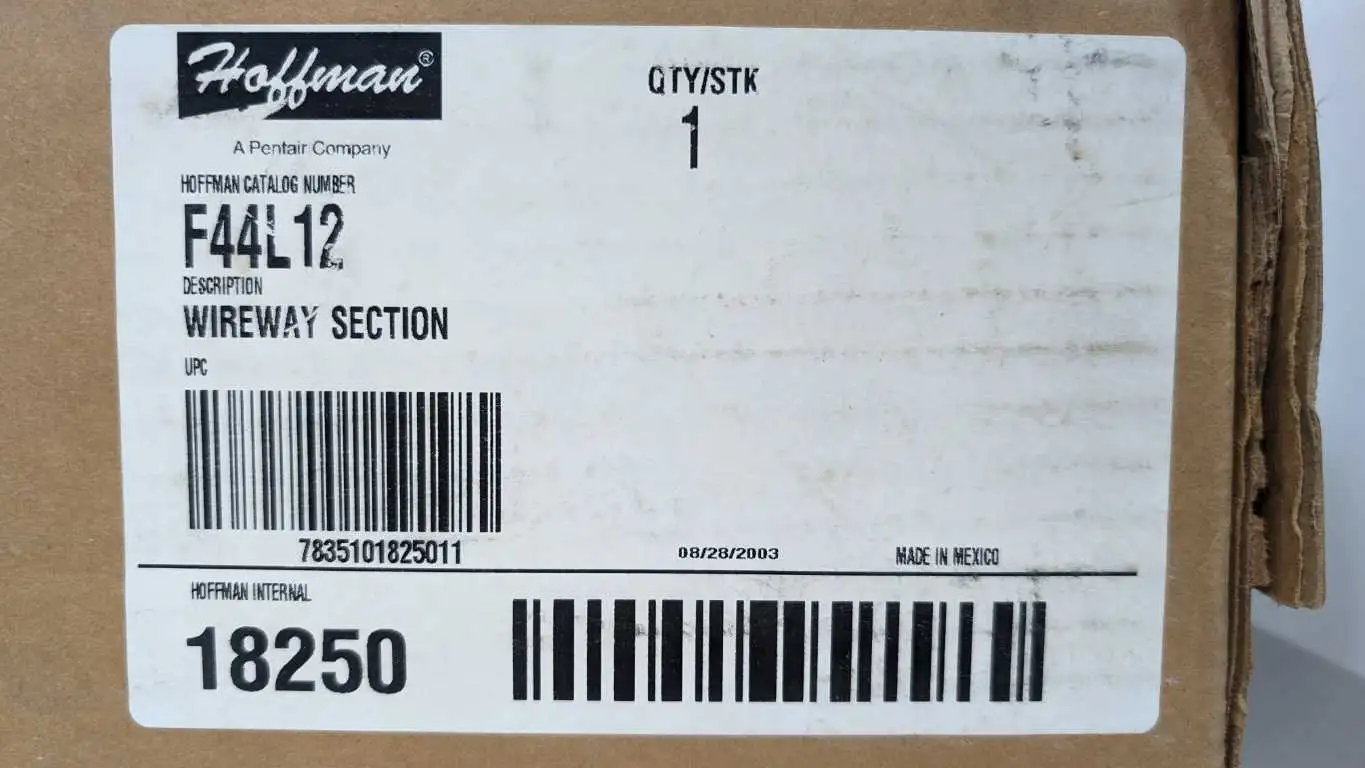 Hoffman®
A Pentair Company
QTY/STK
1
HOFFMAN CATALOG NUMBER
F44L12
DESCRIPTION
WIREWAY SECTION
UPC
7835101825011
08/28/2003
MADE IN MEXICO
HOFFMAN INTERNAL
18250